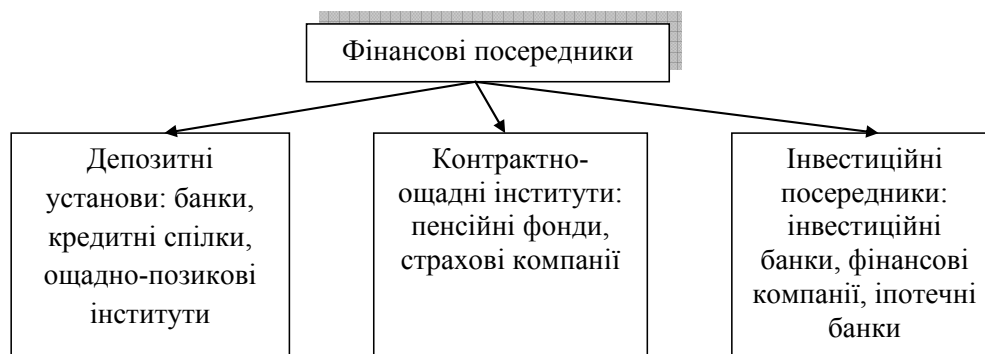 Фінансові посередники
Депозитні
установи: банки,
кредитні спілки,
ощадно-позикові
інститути
Контрактно-
ощадні інститути:
пенсійні фонди,
страхові компанії
Інвестиційні
посередники:
інвестиційні
банки, фінансові
компанії, іпотечні
банки